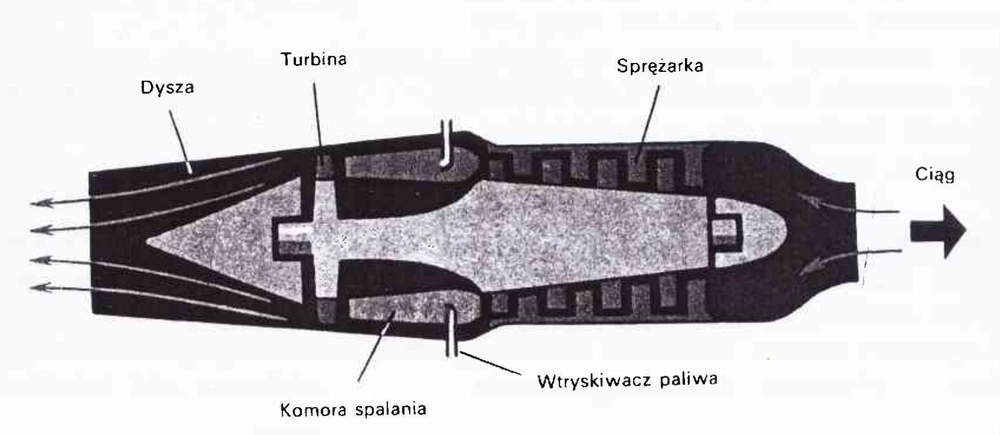 Turbina
Sprężarka
Dysza
Ciąg
Wtryskiwacz paliwa
Komora spalania